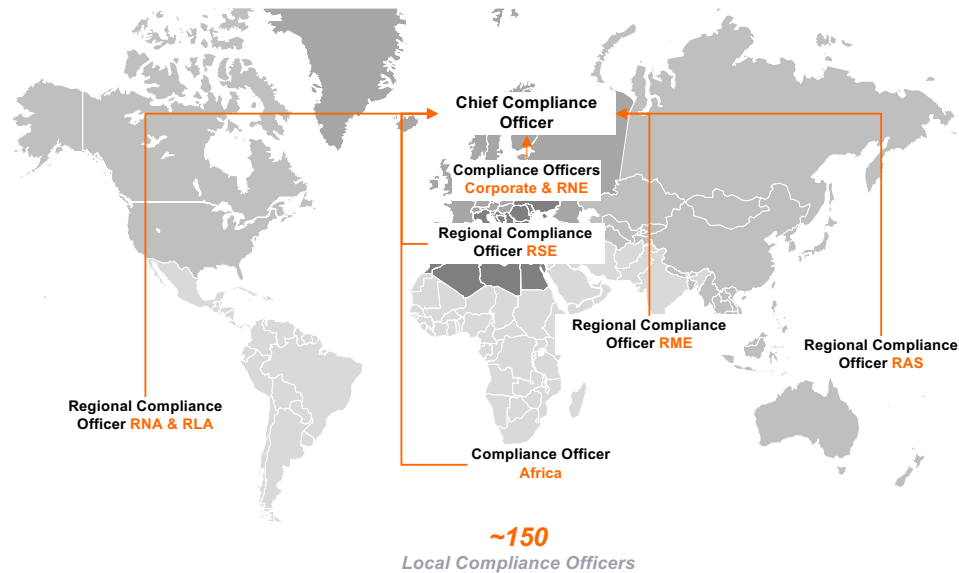 Chief Compliance
Officer
Compliance Officers
Corporate & RNE
Regional Compliance
Officer RSE
Regional Compliance
Officer RME
Regional Compliance
Officer RAS
Regional Compliance
Officer RNA & RLA
Compliance Officer
Africa
~150
Local Compliance Officers